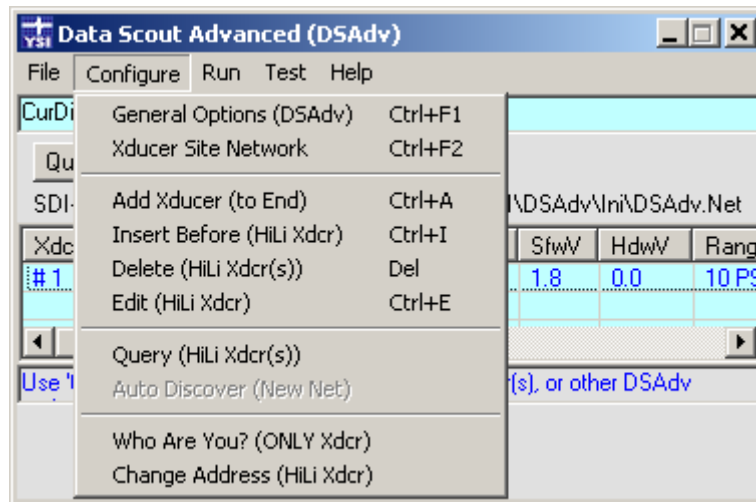 YSI Data Scout Advanced (DSAdv)
File Configure Run Test Help
CurDi
General Options (DSAdv) Ctrl+F1
Xducer Site Network Ctrl+F2
Qu
Add Xducer (to End) Ctrl+A
SDI- I\DSAdv\Ini\DSAdv.Net
Insert Before (HiLi Xdcr) Ctrl+I
Xdc SfwV HdwV Rang
Delete (HiLi Xdcr(s)) Del
# 1 1.8 0.0 10 PS
Edit (HiLi Xdcr) Ctrl+E
Query (HiLi Xdcr(s))
Auto Discover (New Net)
Use ' r(s), or other DSAdv
Who Are You? (ONLY Xdcr)
Change Address (HiLi Xdcr)